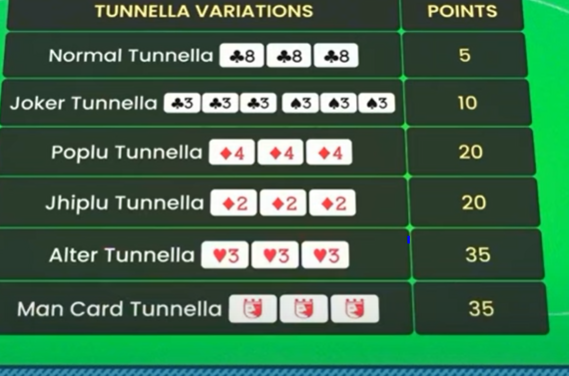 TUNNELLA VARIATIONS POINTS
Normal Tunnella ♣8 ♣8 ♣8 5
Joker Tunnella ♣3 ♣3 ♣3 ♠3 ♠3 ♠3 10
Poplu Tunnella ♦4 ♦4 ♦4 20
Jhiplu Tunnella ♦2 ♦2 ♦2 20
Alter Tunnella ♥3 ♥3 ♥3 35
Man Card Tunnella 35